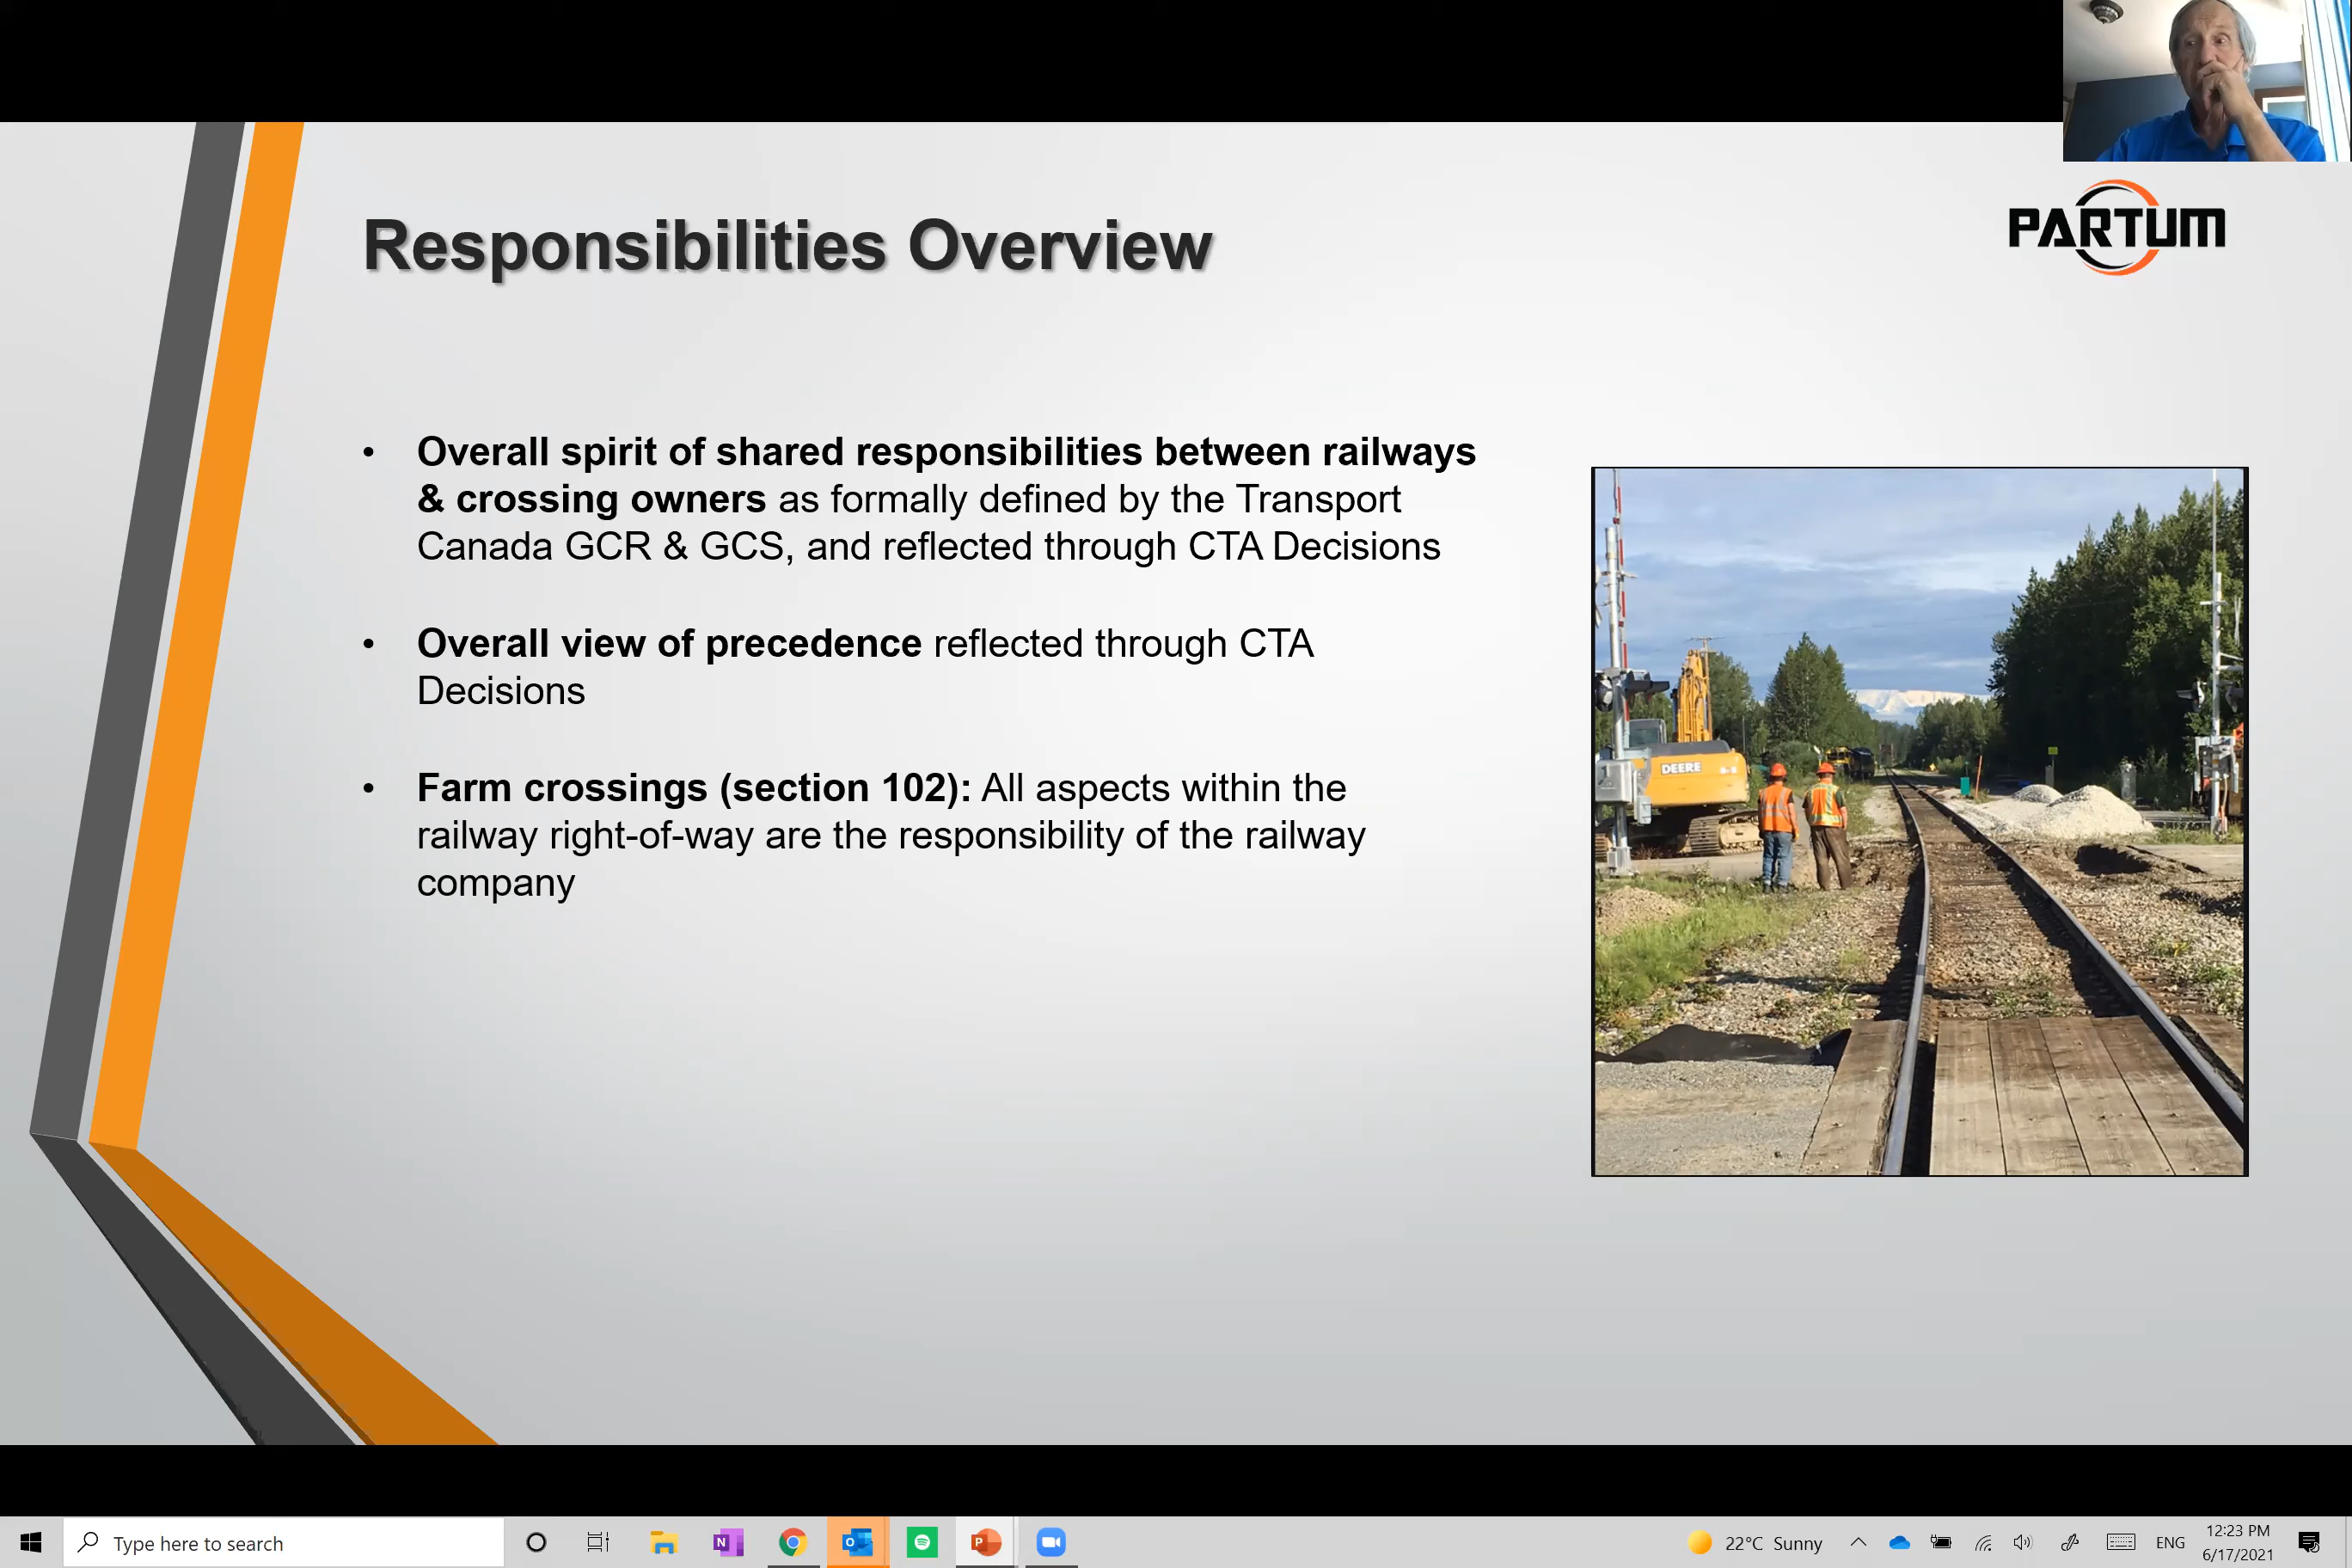 PARTUM
Responsibilities Overview
• Overall spirit of shared responsibilities between railways
& crossing owners as formally defined by the Transport
Canada GCR & GCS, and reflected through CTA Decisions
• Overall view of precedence reflected through CTA
Decisions
• Farm crossings (section 102): All aspects within the
railway right-of-way are the responsibility of the railway
company
DEERE
Type here to search
22°C Sunny
ENG
12:23 PM
6/17/2021